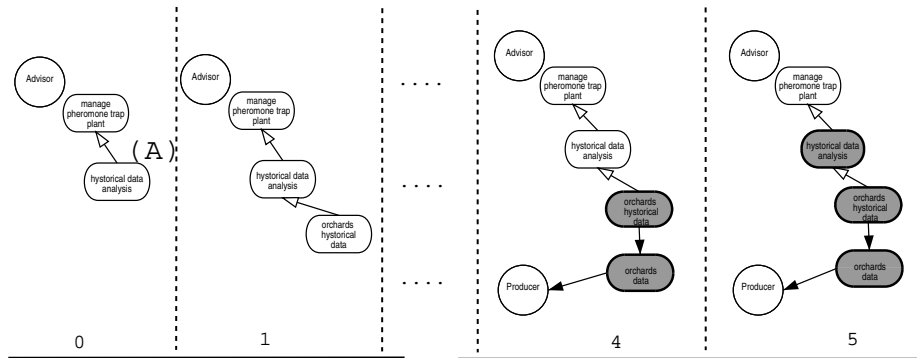 Advisor
manage
pheromone trap
plant
(A)
hystorical data
analysis
0
Advisor
manage
pheromone trap
plant
hystorical data
analysis
orchards
hystorical
data
1
....
....
....
Advisor
manage
pheromone trap
plant
hystorical data
analysis
orchards
hystorical
data
orchards
data
Producer
4
Advisor
manage
pheromone trap
plant
hystorical data
analysis
orchards
hystorical data
orchards
data
Producer
5